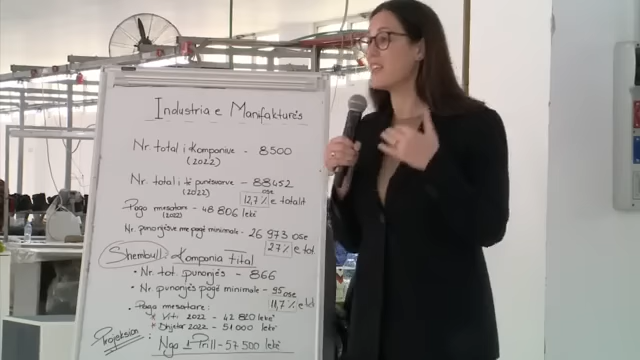 Industria e Manifakturës
Nr. total i kompanive - 8500
(2022)
Nr. total i të punësuarve - 88452
(2022) ose
12,7% e totalit
Paga mesatare - 48 806 lekë
(2022)
Nr. punonjësve me pagë minimale - 26 973 ose
27% e tot
Shembull: Kompania Tital
• Nr. tot. punonjës - 866
• Nr. punonjës pagë minimale - 95 ose
11,7% e tot
• Paga mesatare:
* Viti 2022 - 42 820 lekë
* Dhjetor 2022 - 51 000 lekë
Projeksion: Nga 1 Prill - 57 500 lekë